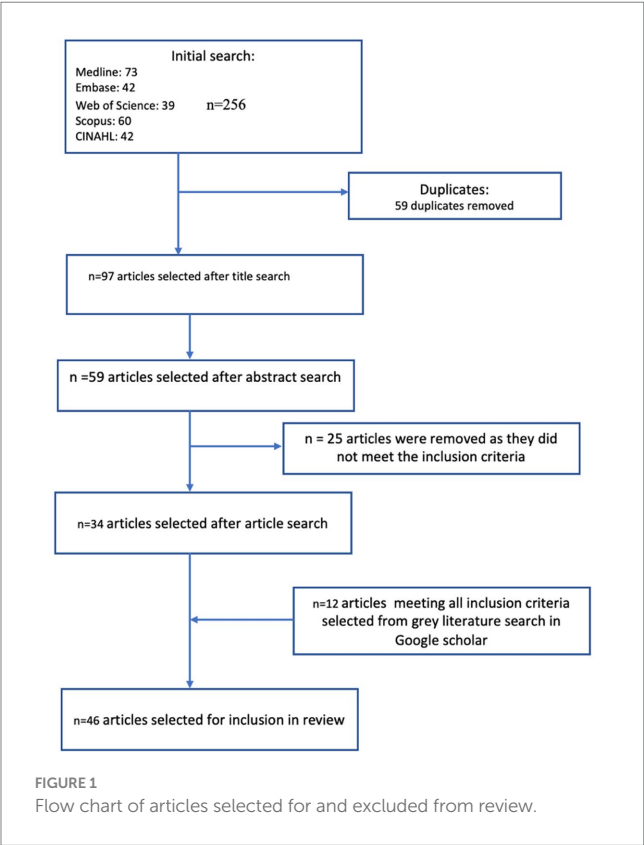 Initial search:
Medline: 73
Embase: 42
Web of Science: 39 n=256
Scopus: 60
CINAHL: 42
Duplicates:
59 duplicates removed
n=97 articles selected after title search
n =59 articles selected after abstract search
n = 25 articles were removed as they did
not meet the inclusion criteria
n=34 articles selected after article search
n=12 articles meeting all inclusion criteria
selected from grey literature search in
Google scholar
n=46 articles selected for inclusion in review
FIGURE 1
Flow chart of articles selected for and excluded from review.